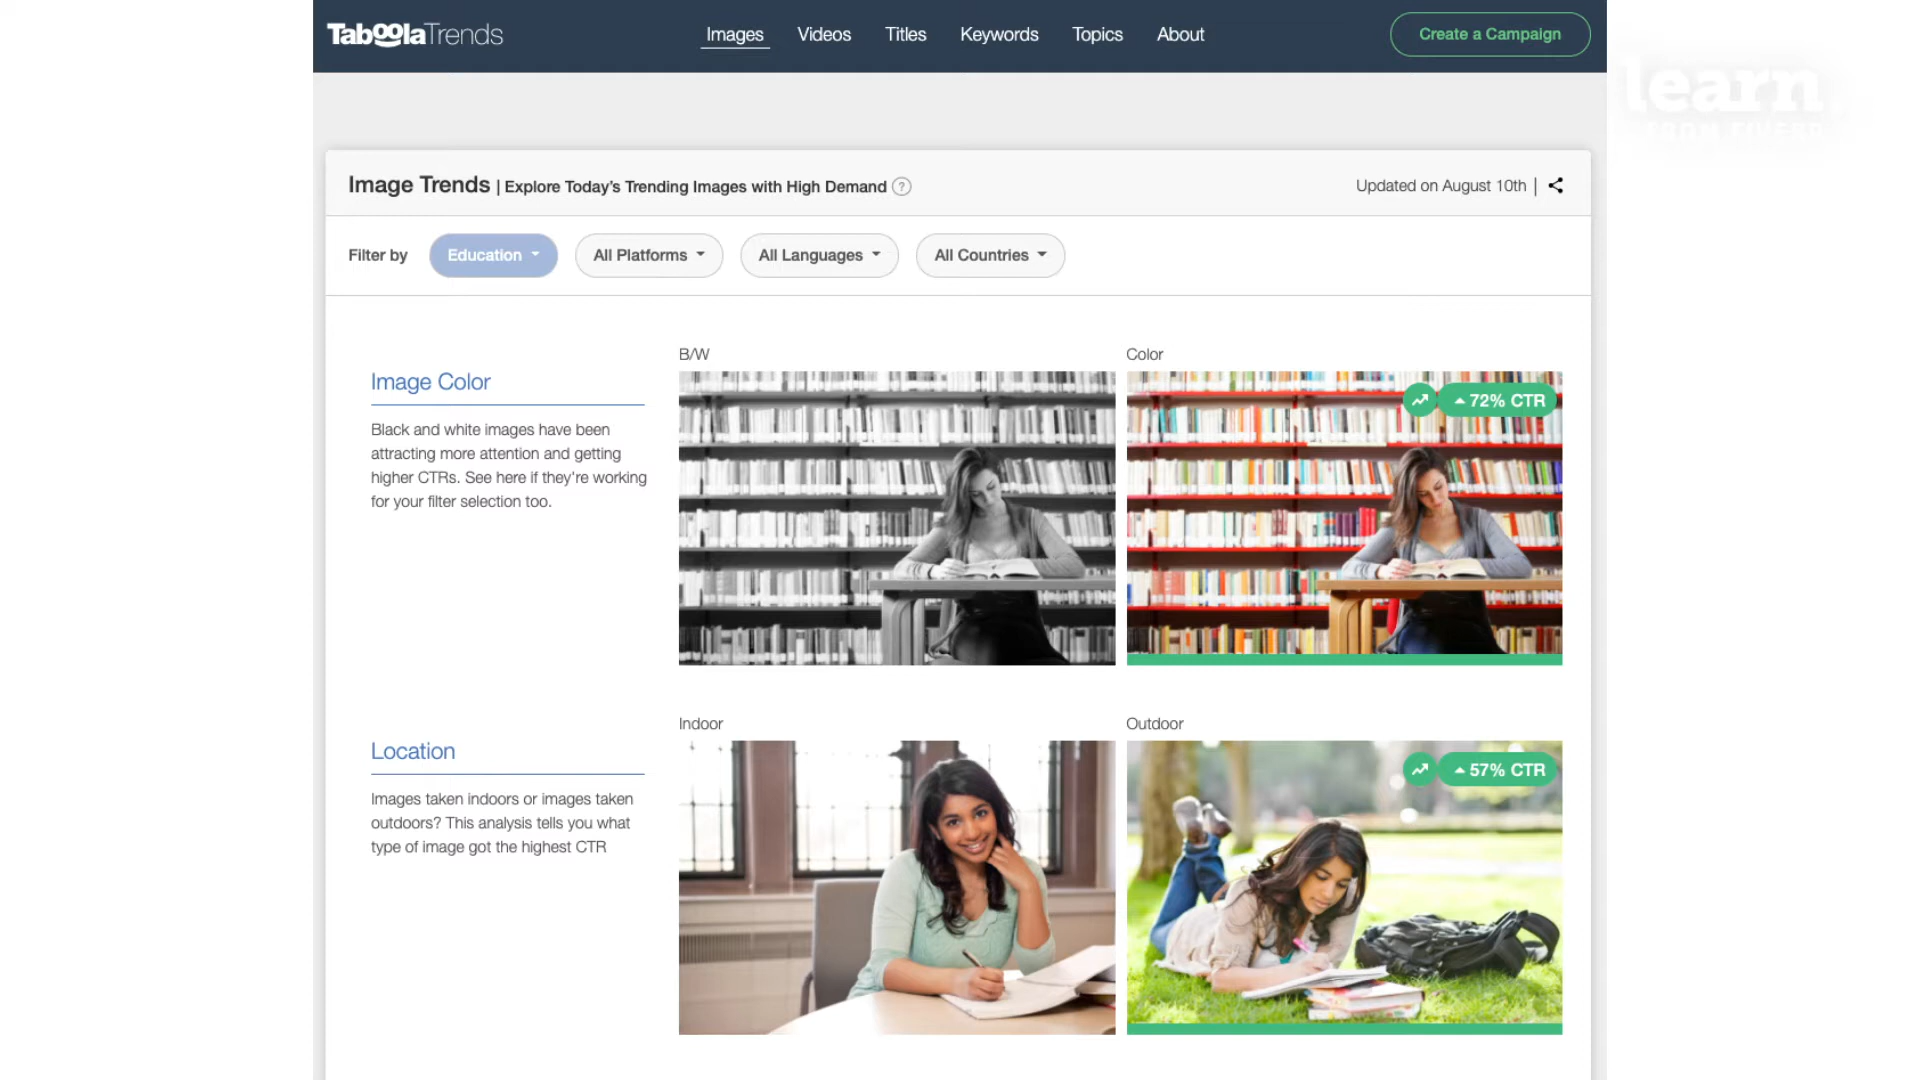 TaboolaTrends
Images Videos Titles Keywords Topics About
Create a Campaign
learn
Image Trends | Explore Today's Trending Images with High Demand ?
Updated on August 10th |
Filter by Education All Platforms All Languages All Countries
Image Color
Black and white images have been
attracting more attention and getting
higher CTRs. See here if they're working
for your filter selection too.
B/W
Color
72% CTR
Location
Images taken indoors or images taken
outdoors? This analysis tells you what
type of image got the highest CTR
Indoor
Outdoor
57% CTR